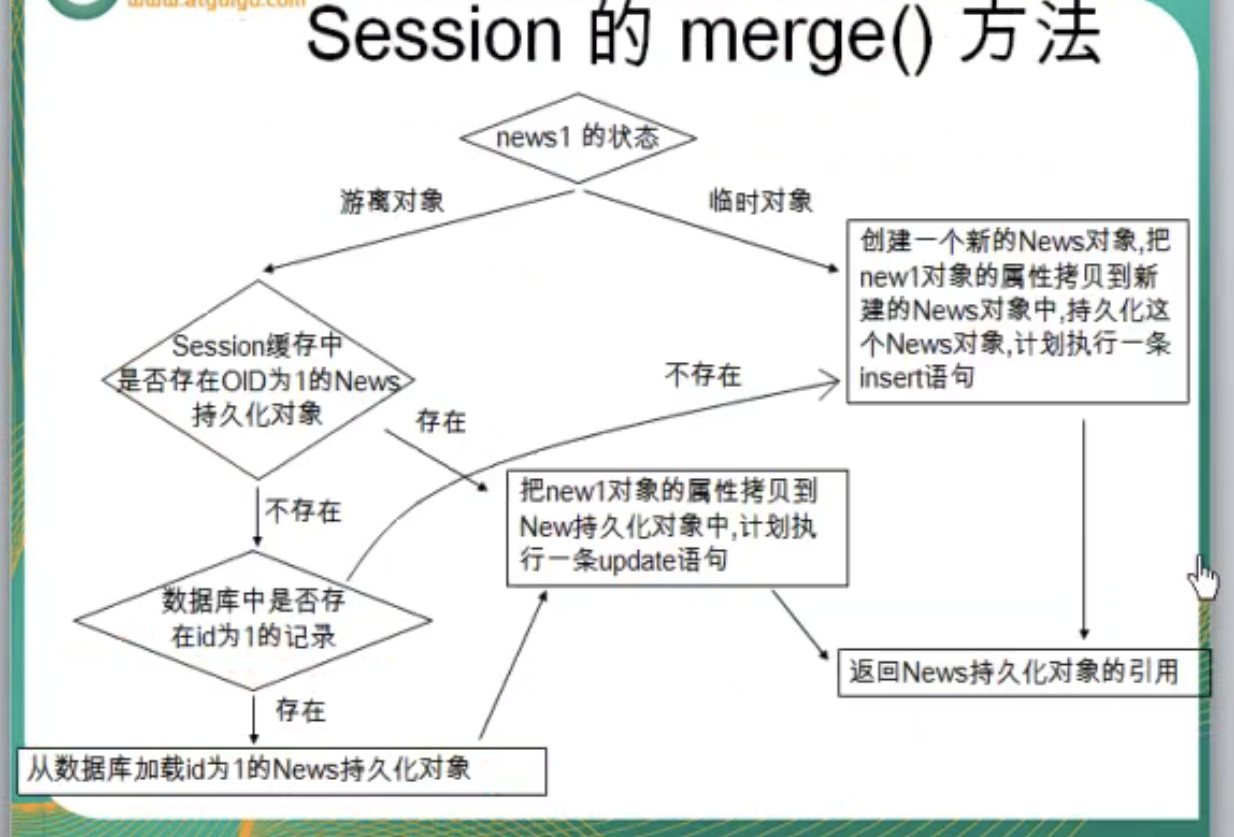 www.atguigu.com
Session 的 merge() 方法
news1 的状态
游离对象
临时对象
创建一个新的News对象,把
new1对象的属性拷贝到新
建的News对象中,持久化这
个News对象,计划执行一条
insert语句
Session缓存中
是否存在OID为1的News
持久化对象
不存在
存在
把new1对象的属性拷贝到
New持久化对象中,计划执
行一条update语句
不存在
数据库中是否存
在id为1的记录
返回News持久化对象的引用
存在
从数据库加载id为1的News持久化对象